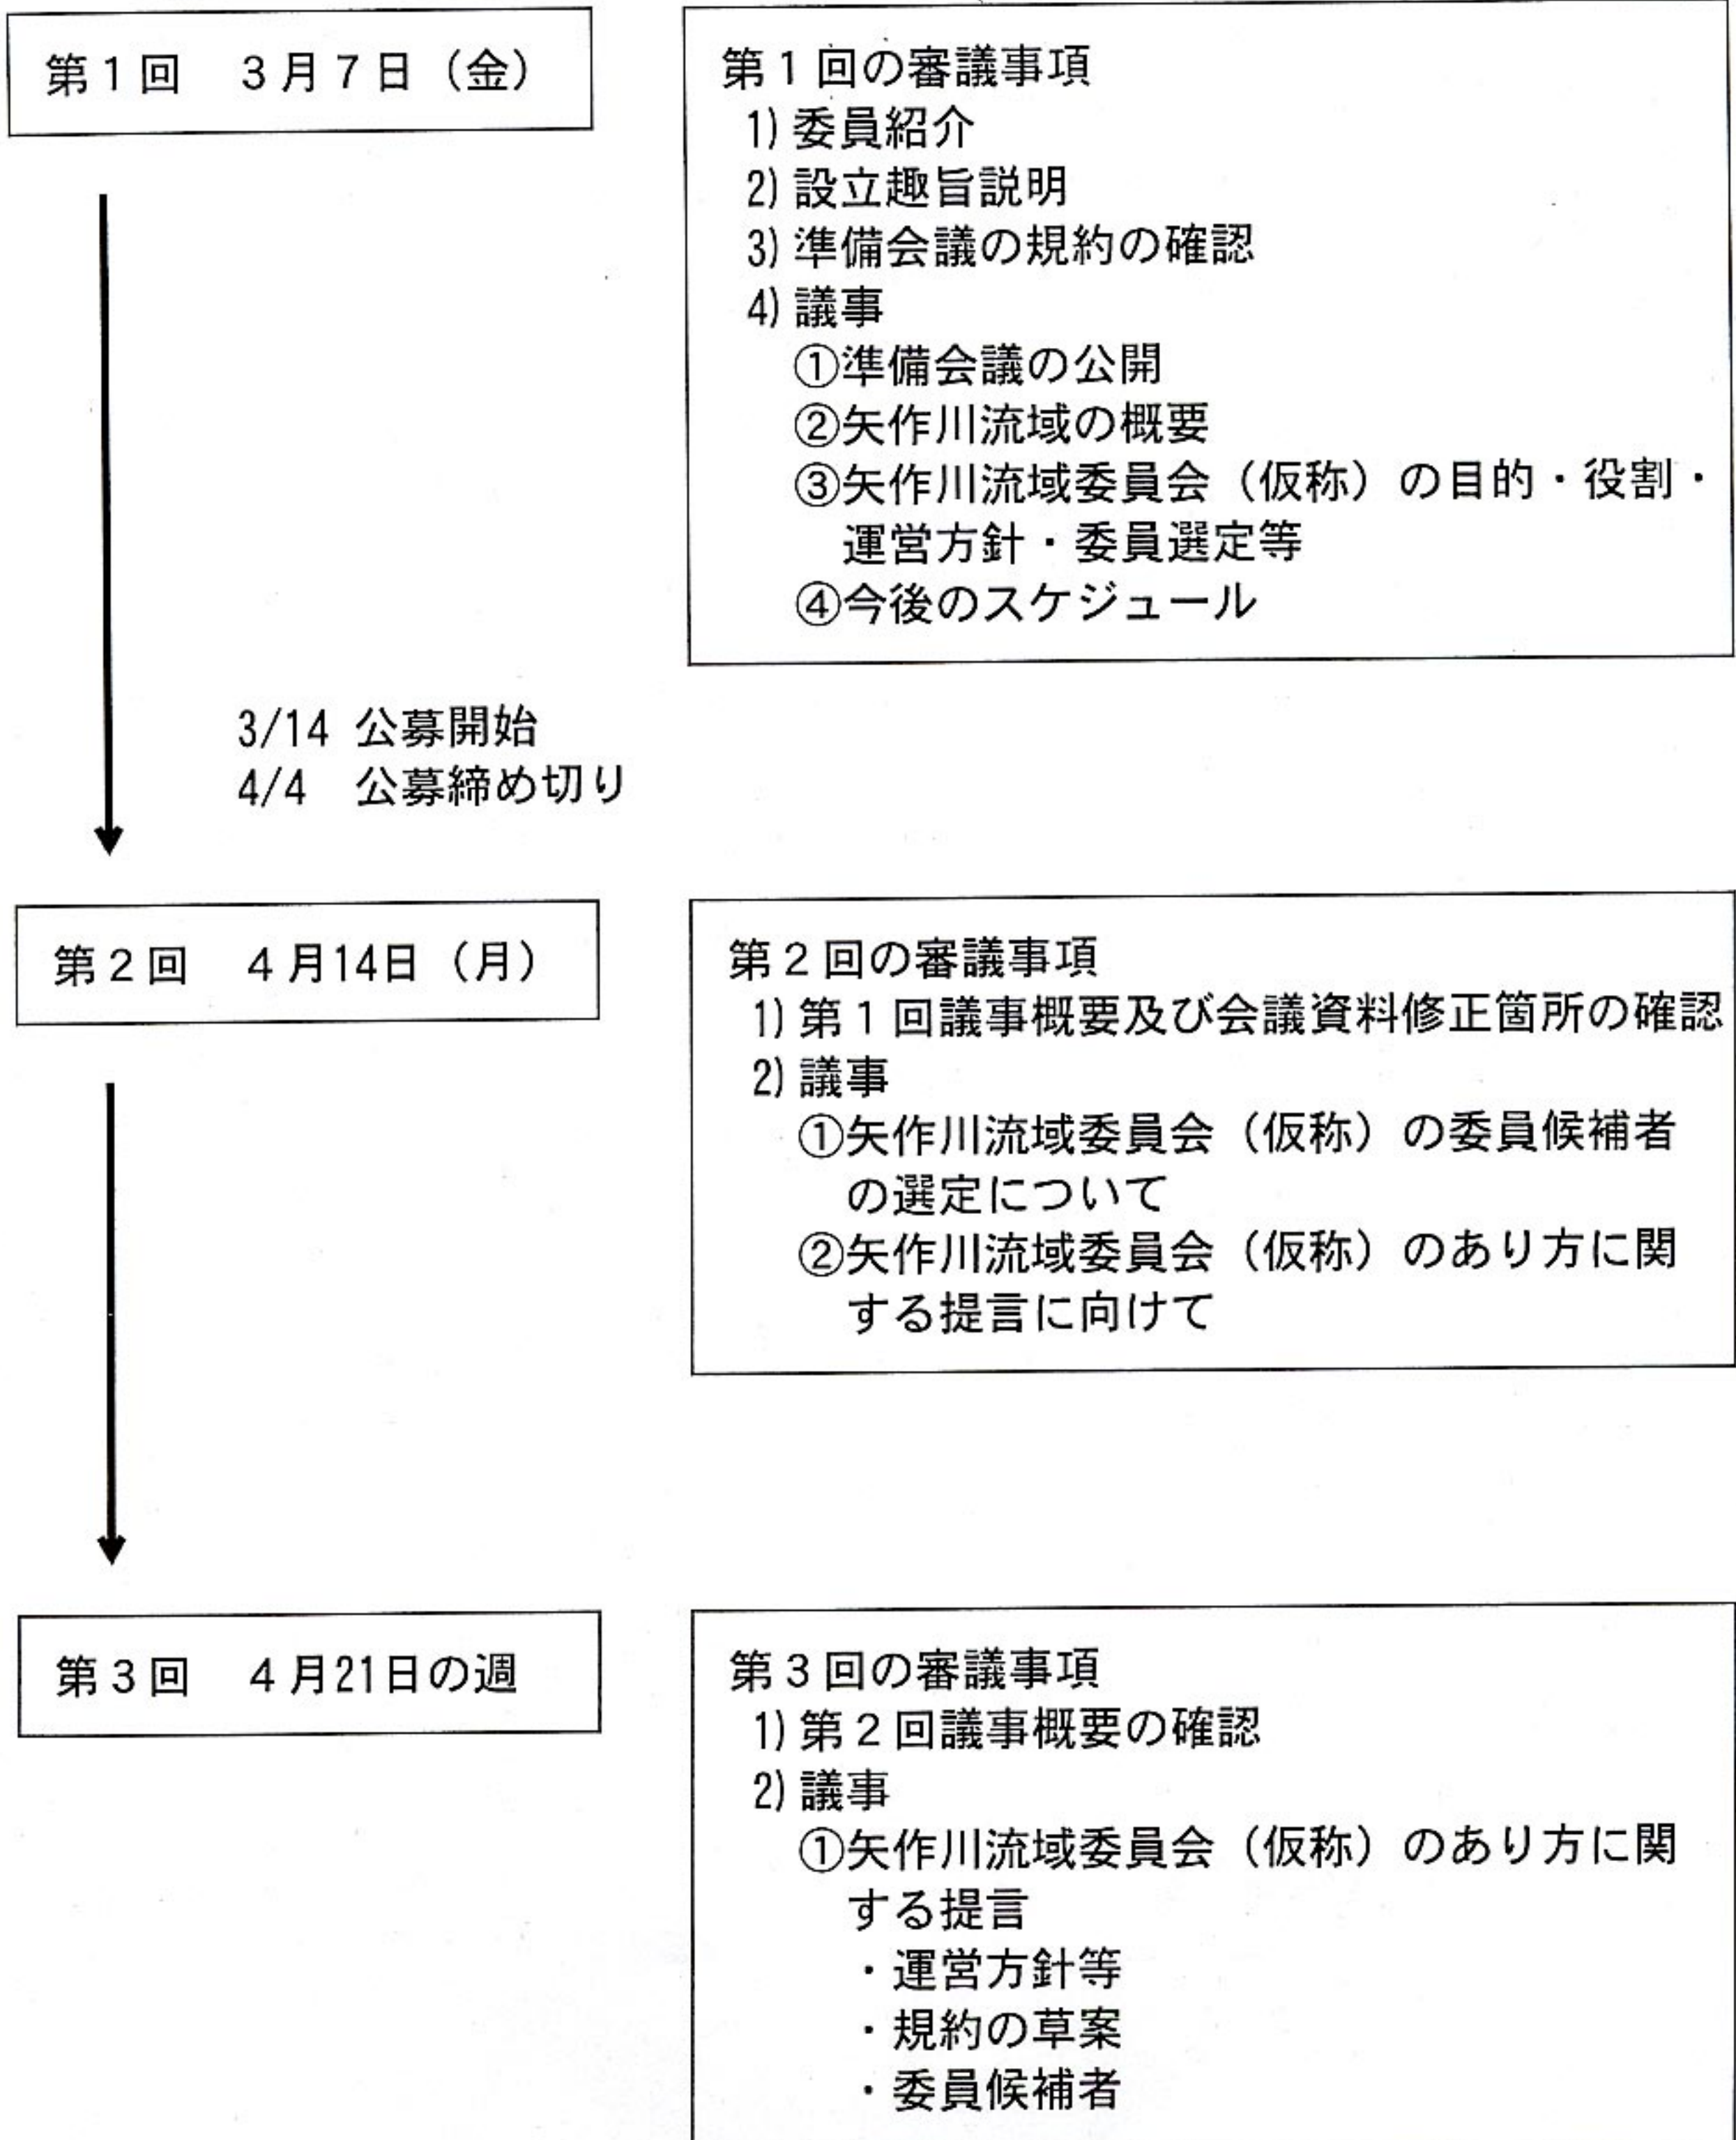 第１回　３月７日（金）
第１回の審議事項
1) 委員紹介
2) 設立趣旨説明
3) 準備会議の規約の確認
4) 議事
①準備会議の公開
②矢作川流域の概要
③矢作川流域委員会（仮称）の目的・役割・
運営方針・委員選定等
④今後のスケジュール
3/14 公募開始
4/4　公募締め切り
第２回　４月14日（月）
第２回の審議事項
1) 第１回議事概要及び会議資料修正箇所の確認
2) 議事
①矢作川流域委員会（仮称）の委員候補者
の選定について
②矢作川流域委員会（仮称）のあり方に関
する提言に向けて
第３回　４月21日の週
第３回の審議事項
1) 第２回議事概要の確認
2) 議事
①矢作川流域委員会（仮称）のあり方に関
する提言
・運営方針等
・規約の草案
・委員候補者